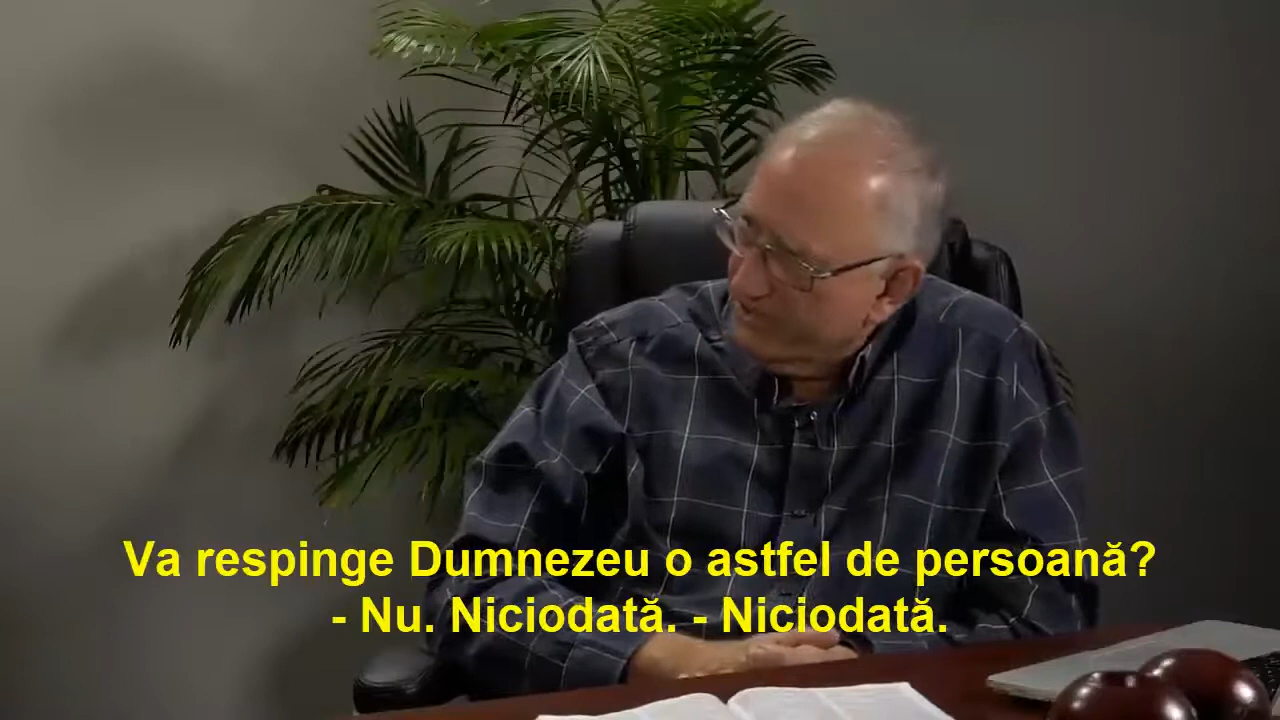 Va respinge Dumnezeu o astfel de persoană?
- Nu. Niciodată. - Niciodată.